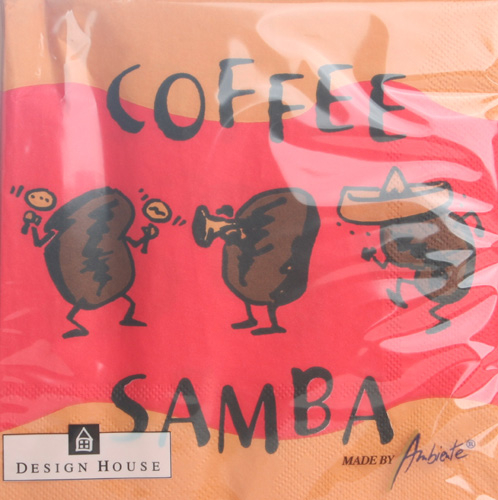 COFFEE
SAMBA
DESIGN HOUSE
MADE BY Ambiente®